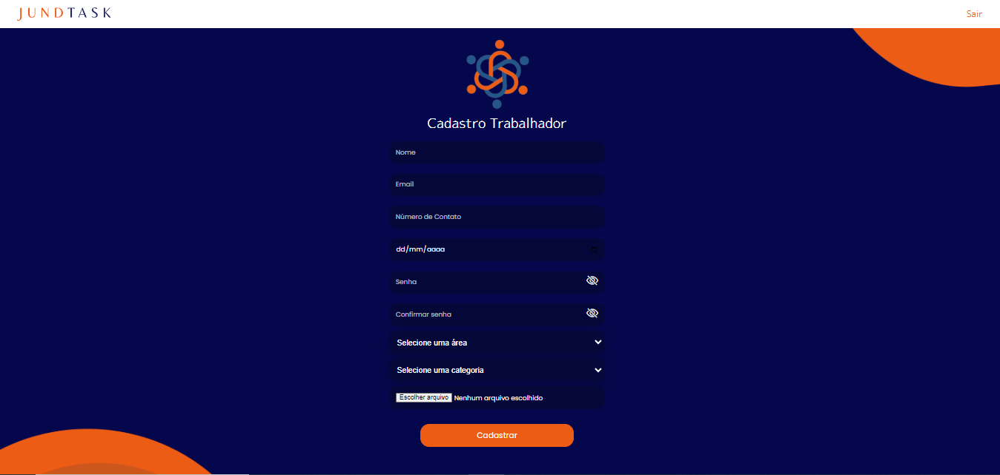 JUNDTASK
Sair
Cadastro Trabalhador
Nome
Email
Número de Contato
dd/mm/aaaa
Senha
Confirmar senha
Selecione uma área
Selecione uma categoria
Escolher arquivo Nenhum arquivo escolhido
Cadastrar